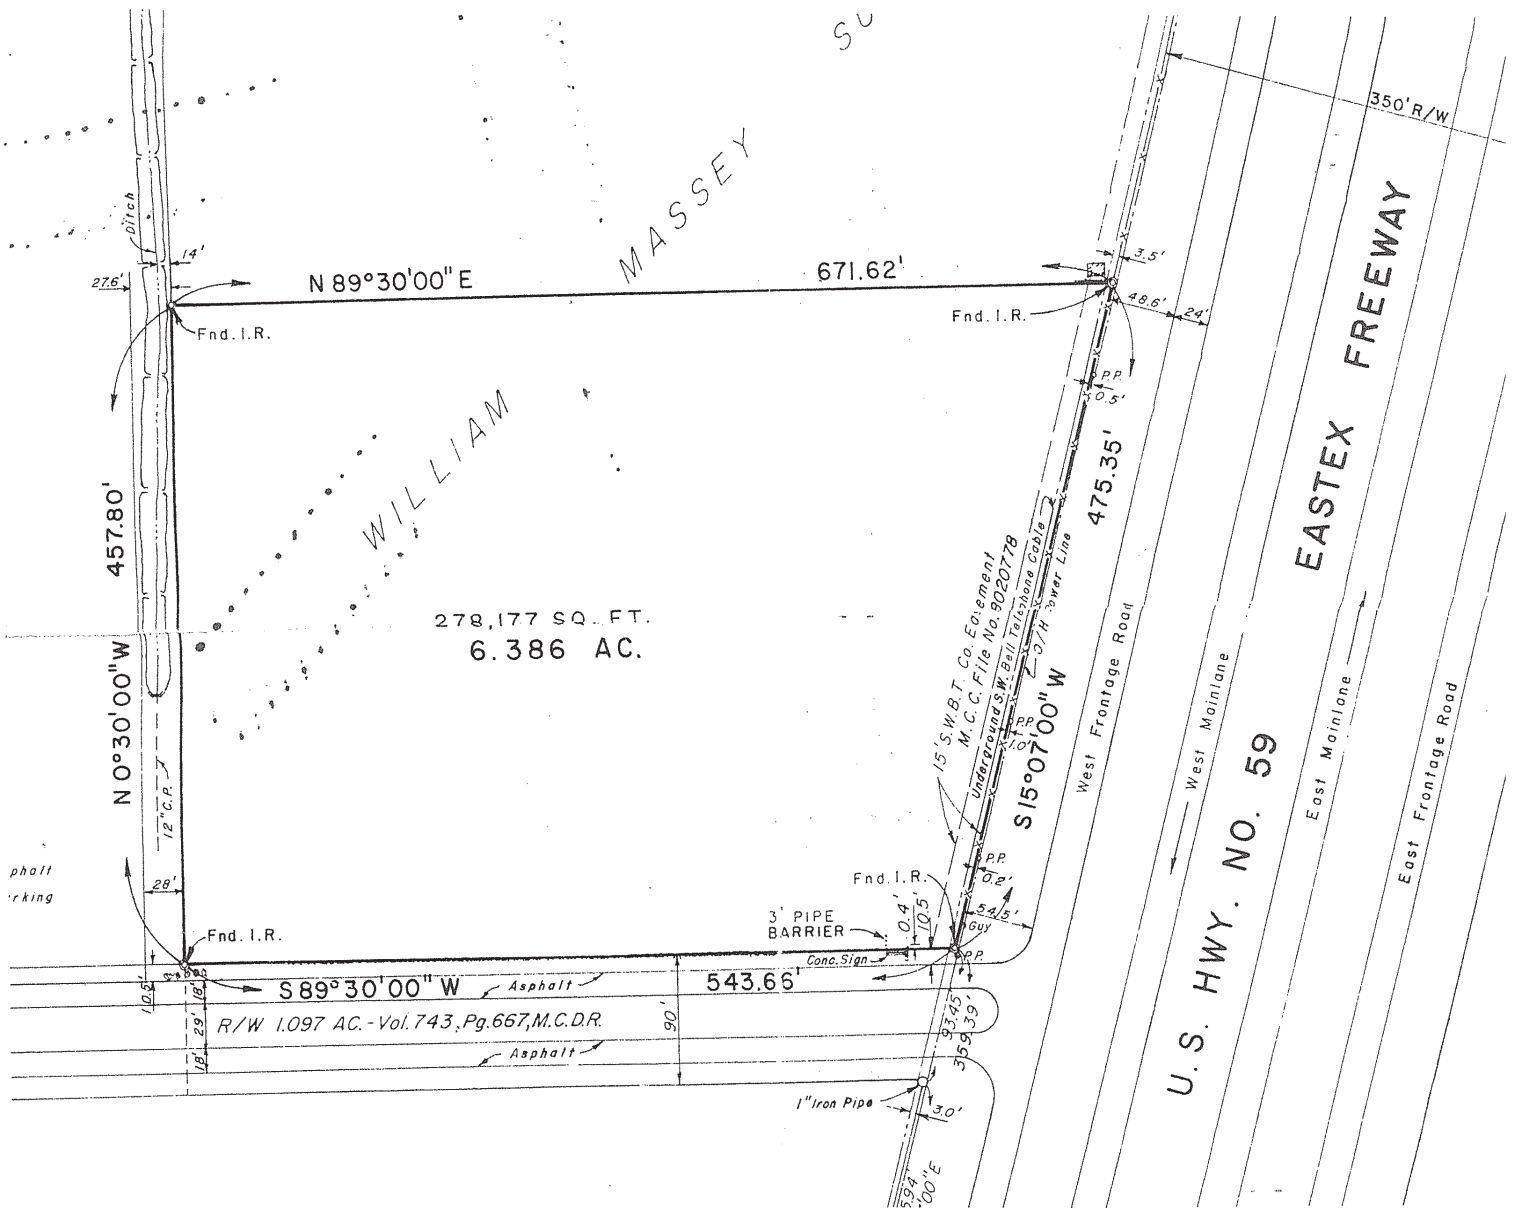 SU
350' R/W
MASSEY
Ditch
14'
27.6'
N 89°30'00" E
671.62'
3.5'
Fnd. I.R.
Fnd. I.R.
48.6'
24'
P.P.
0.5'
EASTEX FREEWAY
WILLIAM
457.80'
N 0°30'00" W
475.35'
S 15°07'00" W
278,177 SQ. FT.
6.386 AC.
15' S.W.B.T. Co. Easement
M.C.C. File No. 8020778
Underground S.W. Bell Telephone Cable
O/H Power Line
P.P.
1.0'
West Frontage Road
West Mainlane
East Mainlane
East Frontage Road
U.S. HWY. NO. 59
12" C.P.
phalt
rking
28'
P.P.
0.2'
Fnd. I.R.
54.5'
Guy
3' PIPE
BARRIER
0.4'
10.5'
Fnd. I.R.
Conc. Sign
P.P.
S 89°30'00" W
543.66'
Asphalt
10.5'
18'
29'
18'
R/W 1.097 AC. - Vol. 743, Pg. 667, M.C.D.R.
90'
93.45'
359.39'
Asphalt
1" Iron Pipe
3.0'
5.94'
'00" E